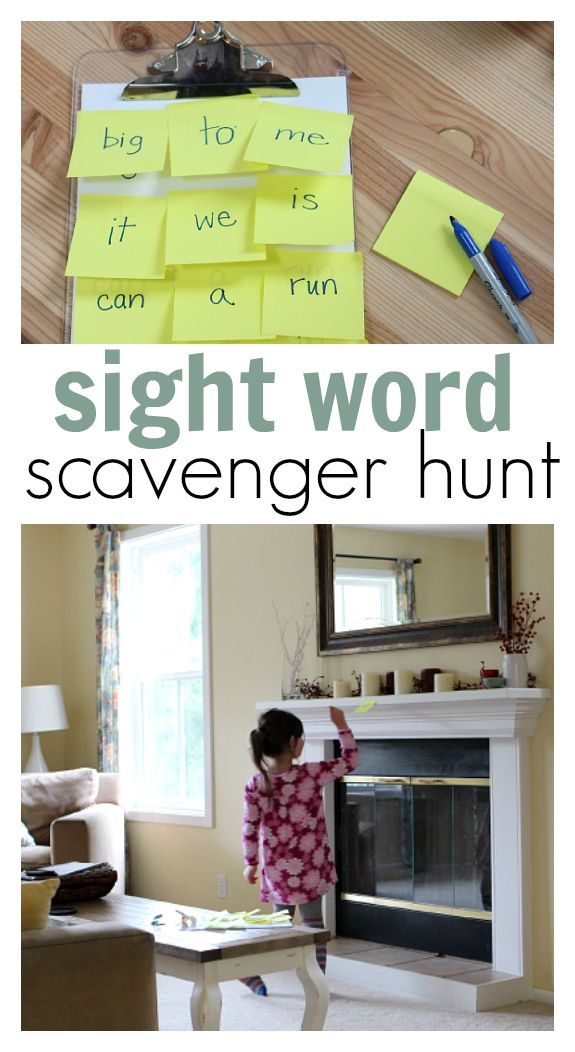 big to me
it we is
can a run
sight word
scavenger hunt